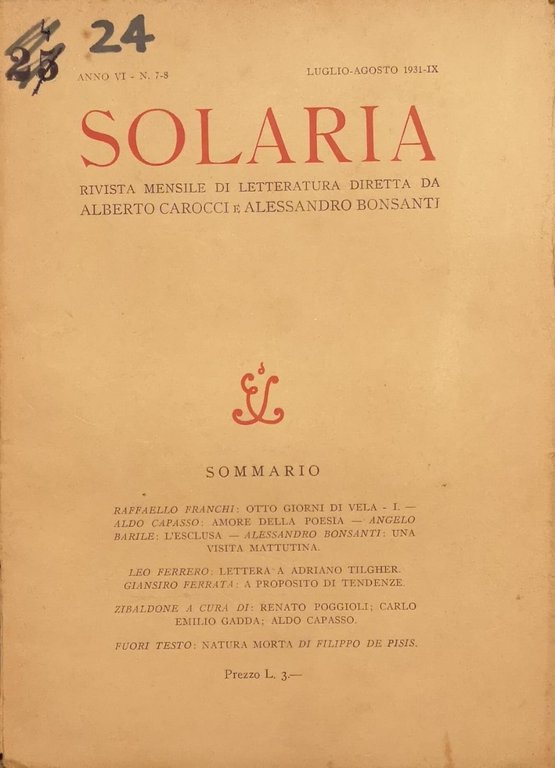 24
ANNO VI - N. 7-8
LUGLIO-AGOSTO 1931-IX
SOLARIA
RIVISTA MENSILE DI LETTERATURA DIRETTA DA
ALBERTO CAROCCI E ALESSANDRO BONSANTI
SOMMARIO
RAFFAELLO FRANCHI: OTTO GIORNI DI VELA - I. —
ALDO CAPASSO: AMORE DELLA POESIA — ANGELO
BARILE: L'ESCLUSA — ALESSANDRO BONSANTI: UNA
VISITA MATTUTINA.
LEO FERRERO: LETTERA A ADRIANO TILGHER.
GIANSIRO FERRATA: A PROPOSITO DI TENDENZE.
ZIBALDONE A CURA DI: RENATO POGGIOLI; CARLO
EMILIO GADDA; ALDO CAPASSO.
FUORI TESTO: NATURA MORTA DI FILIPPO DE PISIS.
Prezzo L. 3.—